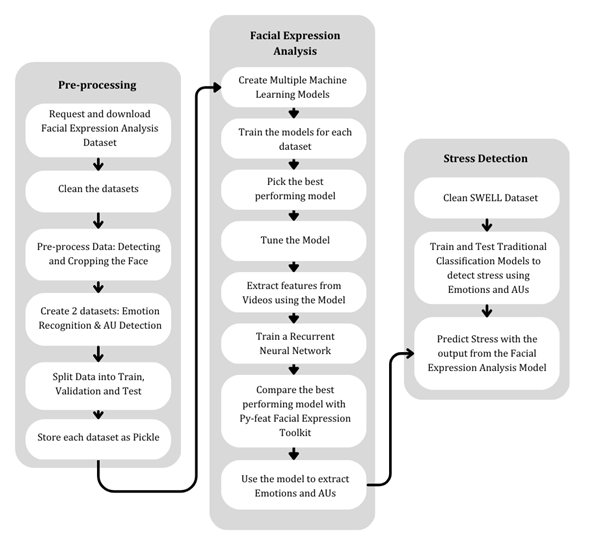 Pre-processing
Request and download
Facial Expression Analysis
Dataset
Clean the datasets
Pre-process Data: Detecting
and Cropping the Face
Create 2 datasets: Emotion
Recognition & AU Detection
Split Data into Train,
Validation and Test
Store each dataset as Pickle
Facial Expression
Analysis
Create Multiple Machine
Learning Models
Train the models for each
dataset
Pick the best
performing model
Tune the Model
Extract features from
Videos using the Model
Train a Recurrent
Neural Network
Compare the best
performing model with
Py-feat Facial Expression
Toolkit
Use the model to extract
Emotions and AUs
Stress Detection
Clean SWELL Dataset
Train and Test Traditional
Classification Models to
detect stress using
Emotions and AUs
Predict Stress with the
output from the Facial
Expression Analysis Model